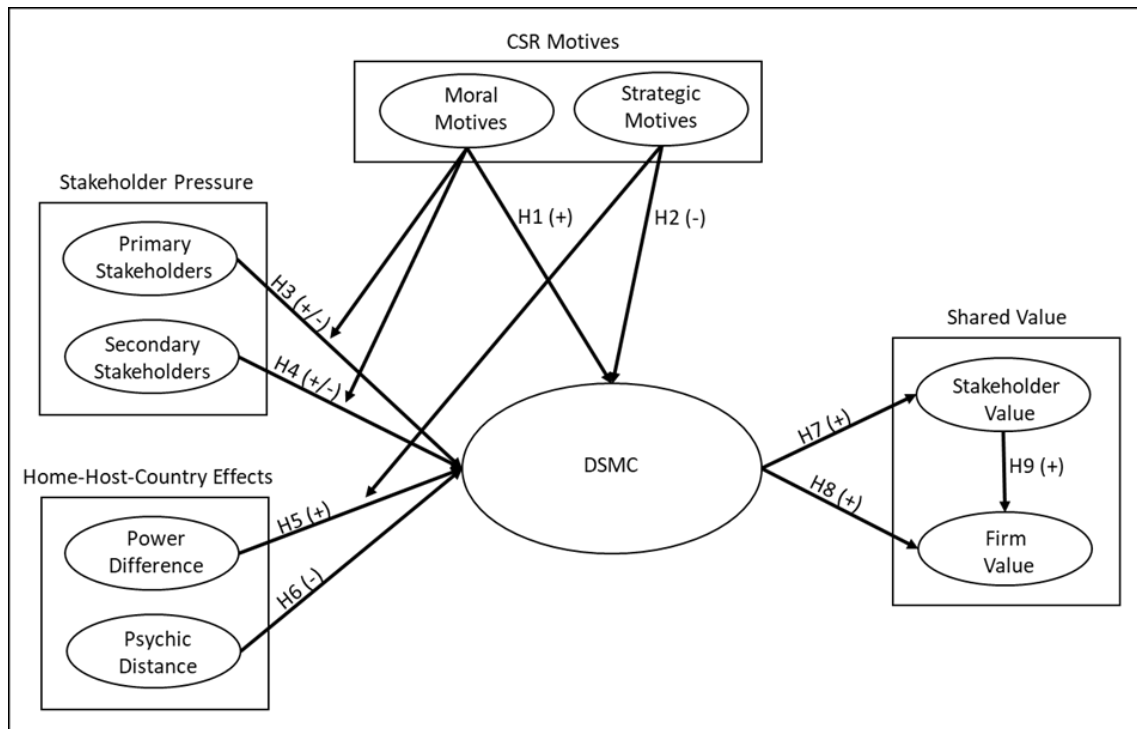 CSR Motives
Moral
Motives
Strategic
Motives
Stakeholder Pressure
Primary
Stakeholders
Secondary
Stakeholders
H1 (+)
H2 (-)
H3 (+/-)
H4 (+/-)
Home-Host-Country Effects
Power
Difference
Psychic
Distance
H5 (+)
H6 (-)
DSMC
H7 (+)
H8 (+)
Shared Value
Stakeholder
Value
H9 (+)
Firm
Value